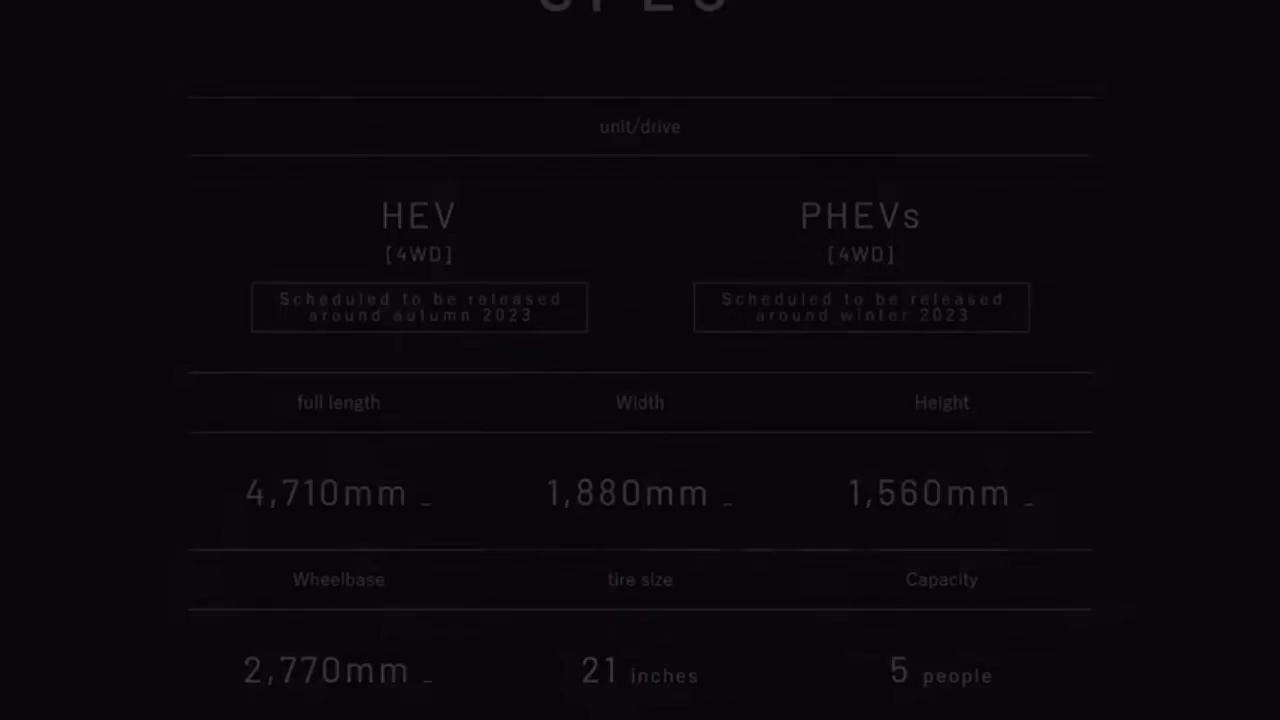 SPEC
unit/drive
HEV PHEVs
[4WD] [4WD]
Scheduled to be released Scheduled to be released
around autumn 2023 around winter 2023
full length Width Height
4,710mm _ 1,880mm _ 1,560mm _
Wheelbase tire size Capacity
2,770mm _ 21 inches 5 people